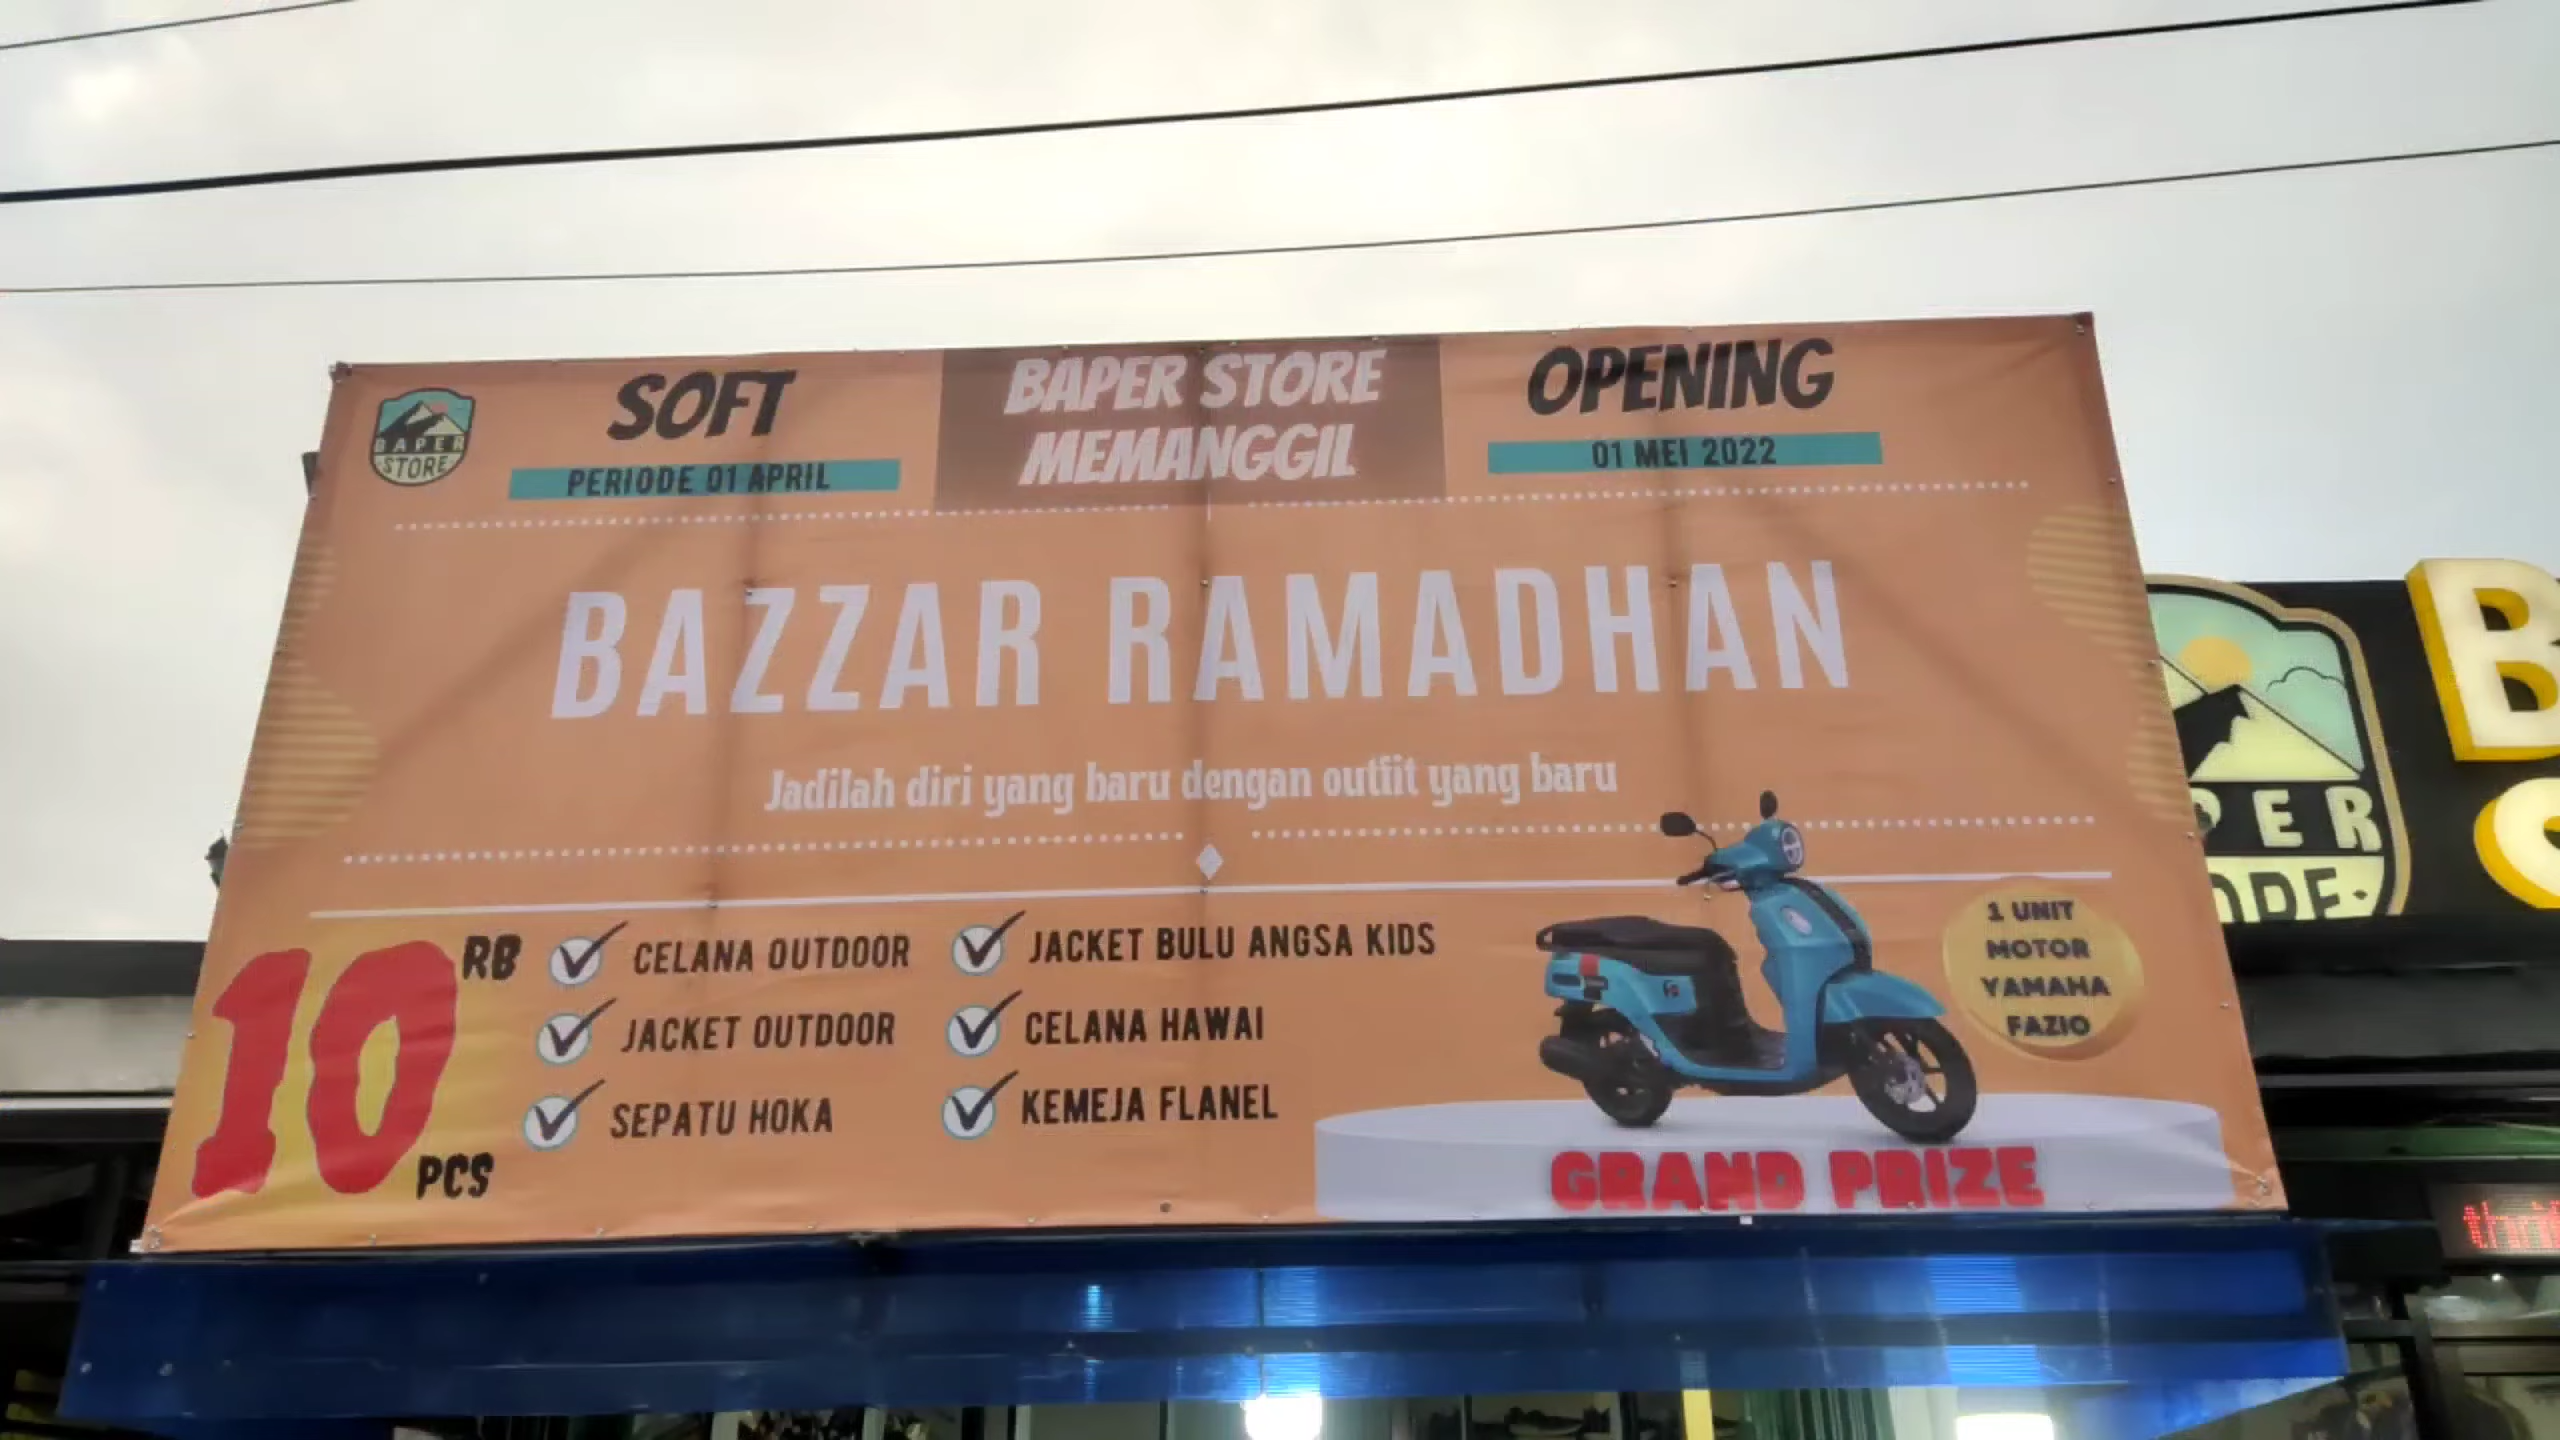 BAPER
STORE
SOFT
PERIODE 01 APRIL
BAPER STORE
MEMANGGIL
OPENING
01 MEI 2022
BAZZAR RAMADHAN
Jadilah diri yang baru dengan outfit yang baru
10 RB
PCS
CELANA OUTDOOR
JACKET OUTDOOR
SEPATU HOKA
JACKET BULU ANGSA KIDS
CELANA HAWAI
KEMEJA FLANEL
1 UNIT
MOTOR
YAMAHA
FAZIO
GRAND PRIZE